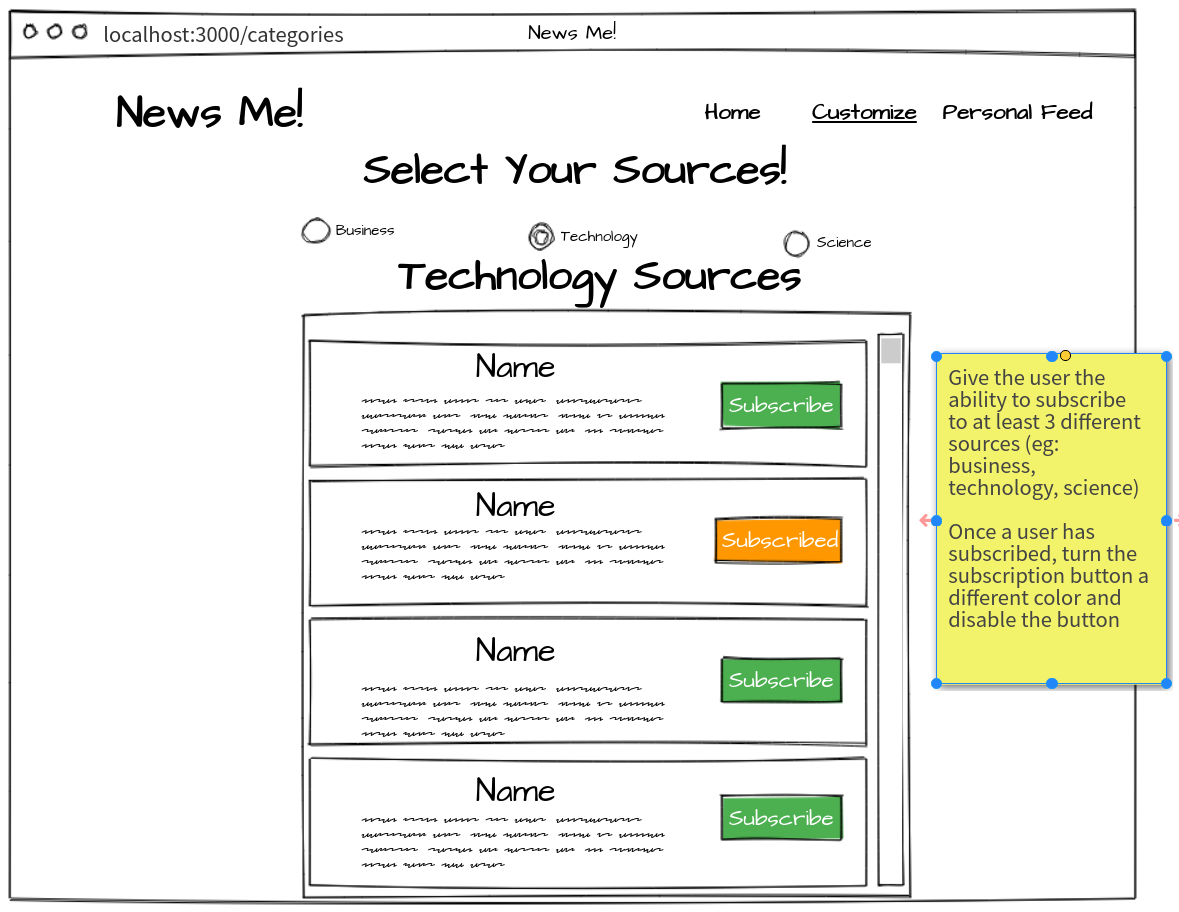 localhost:3000/categories
News Me!
News Me!
Home
Customize
Personal Feed
Select Your Sources!
Business
Technology
Science
Technology Sources
Name
Subscribe
Name
Subscribed
Name
Subscribe
Name
Subscribe
Give the user the
ability to subscribe
to at least 3 different
sources (eg:
business,
technology, science)
Once a user has
subscribed, turn the
subscription button a
different color and
disable the button